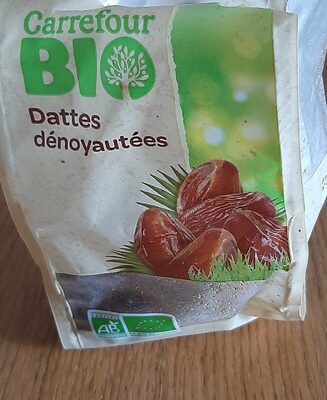 Carrefour
BIO
Dattes
dénoyautées
AB